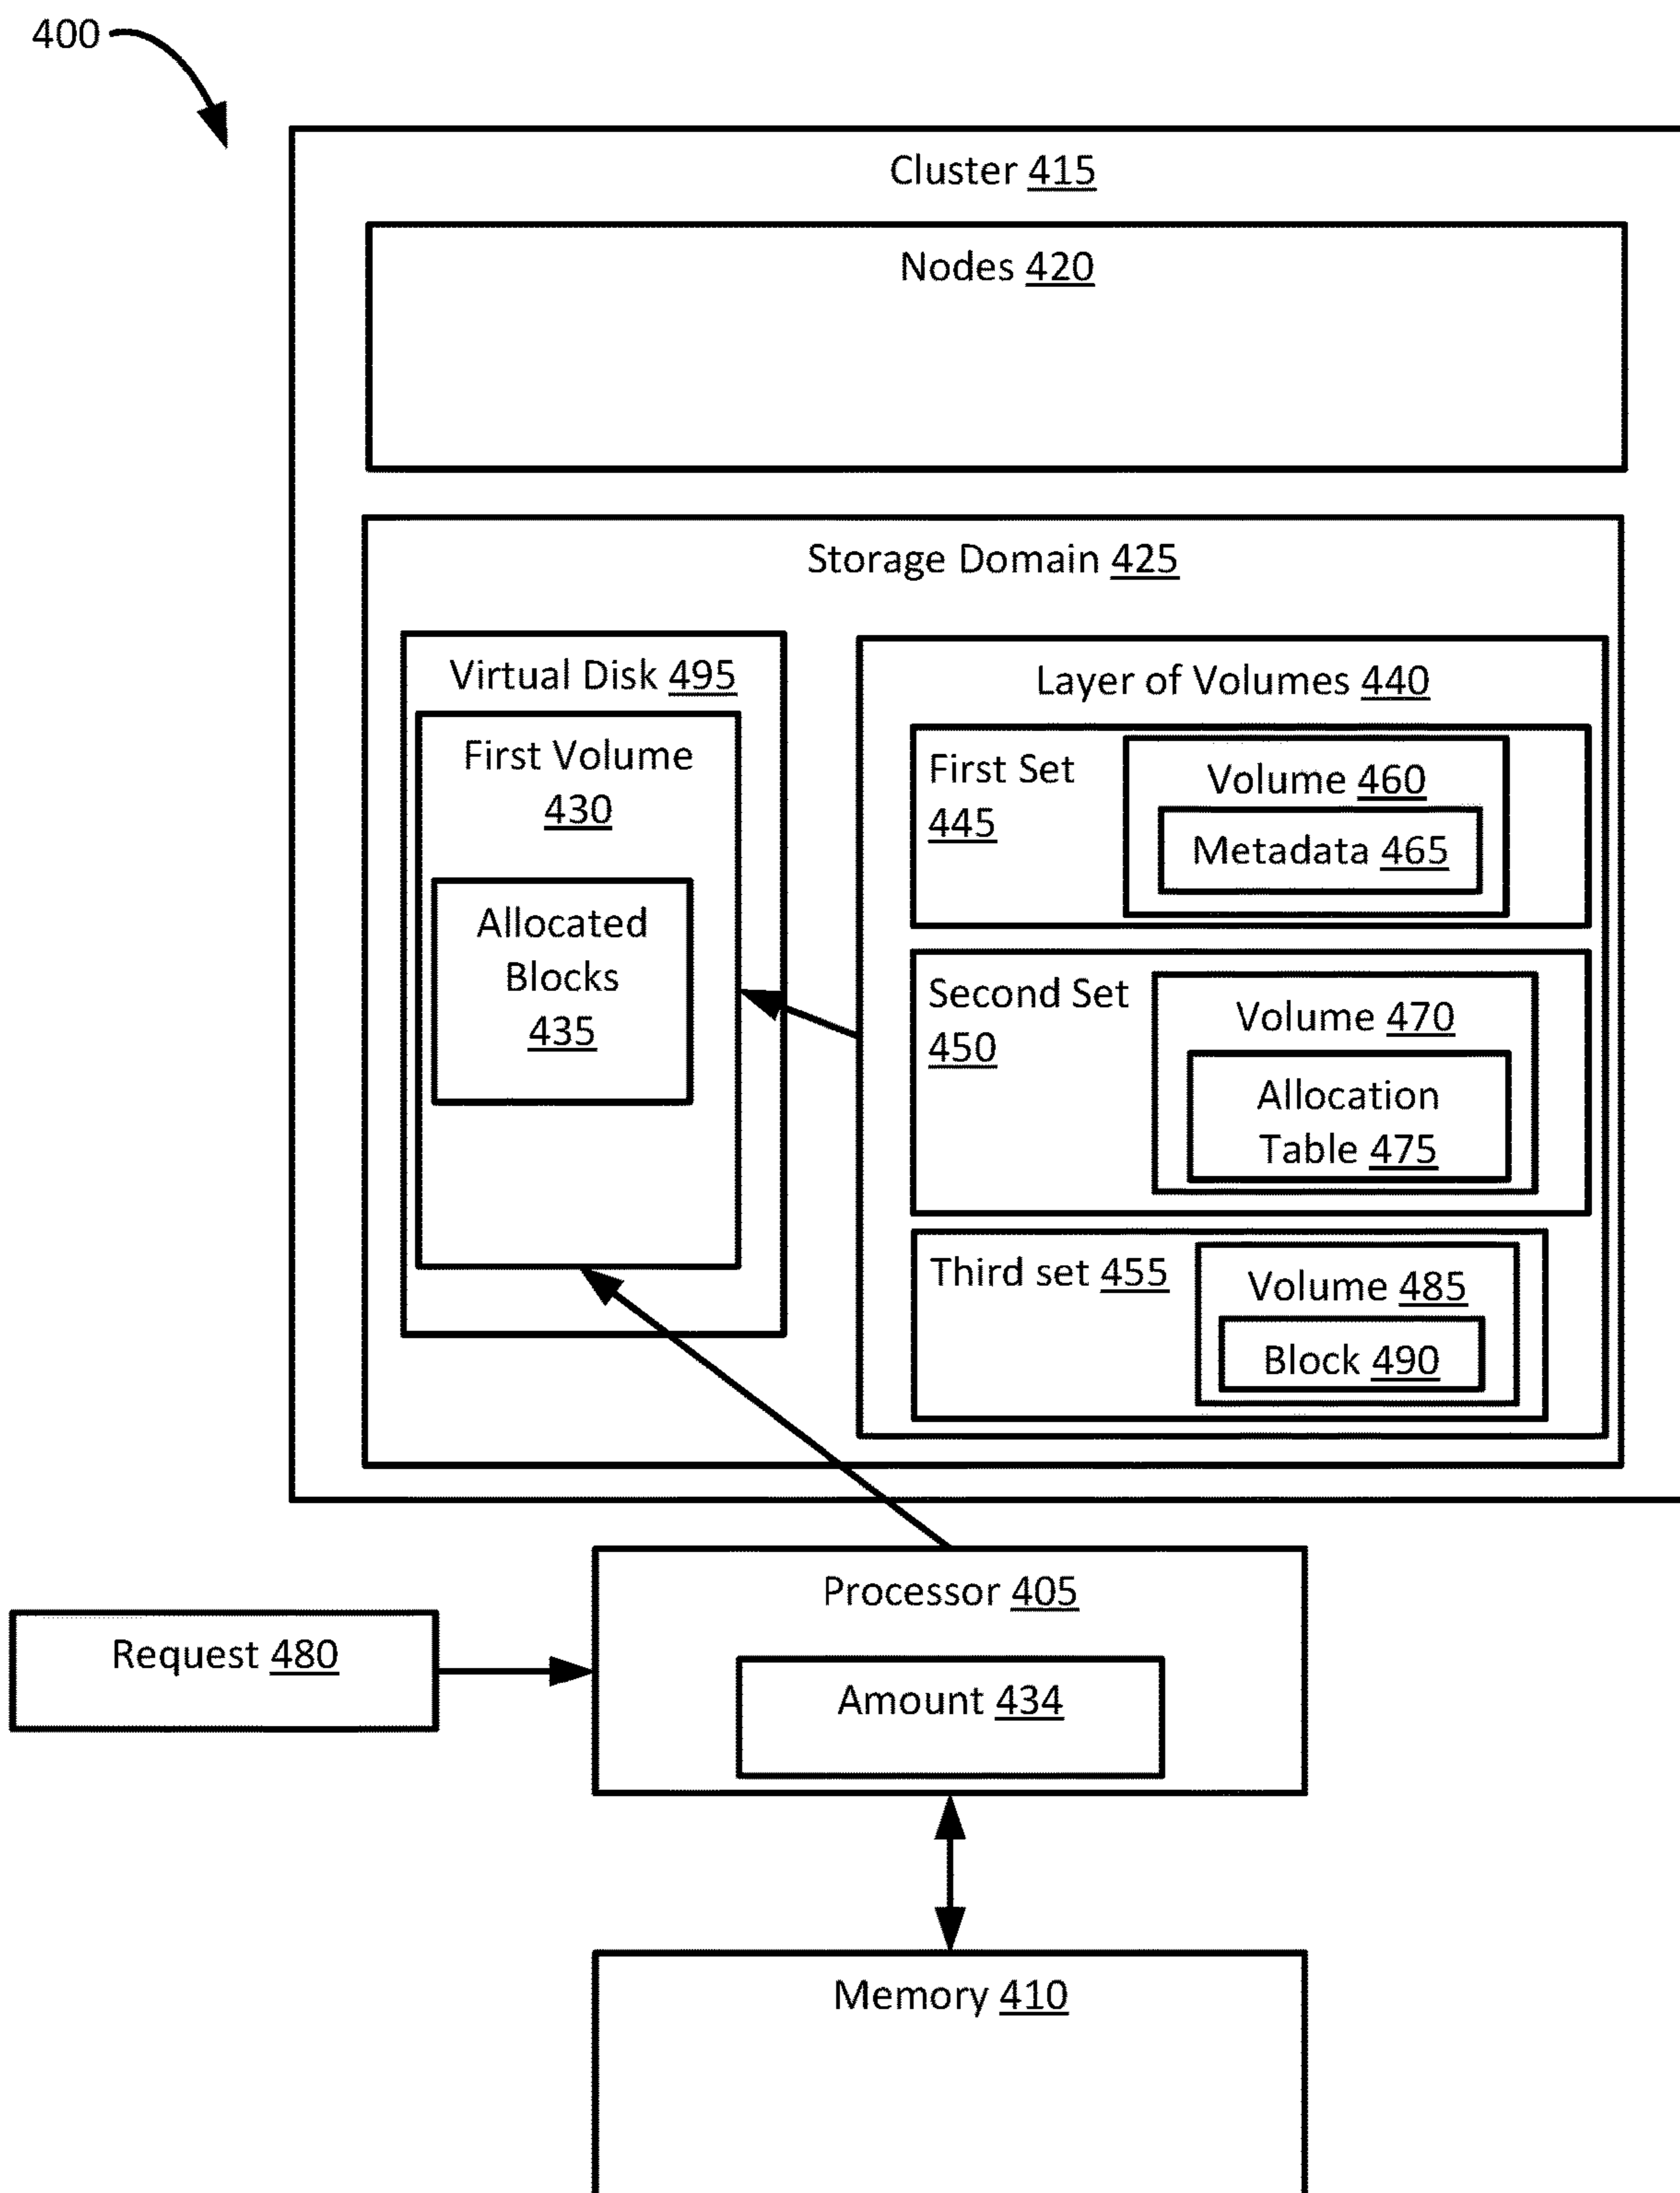 400
Cluster 415
Nodes 420
Storage Domain 425
Virtual Disk 495
First Volume
430
Allocated
Blocks
435
Layer of Volumes 440
First Set
445
Volume 460
Metadata 465
Second Set
450
Volume 470
Allocation
Table 475
Third set 455
Volume 485
Block 490
Processor 405
Request 480
Amount 434
Memory 410